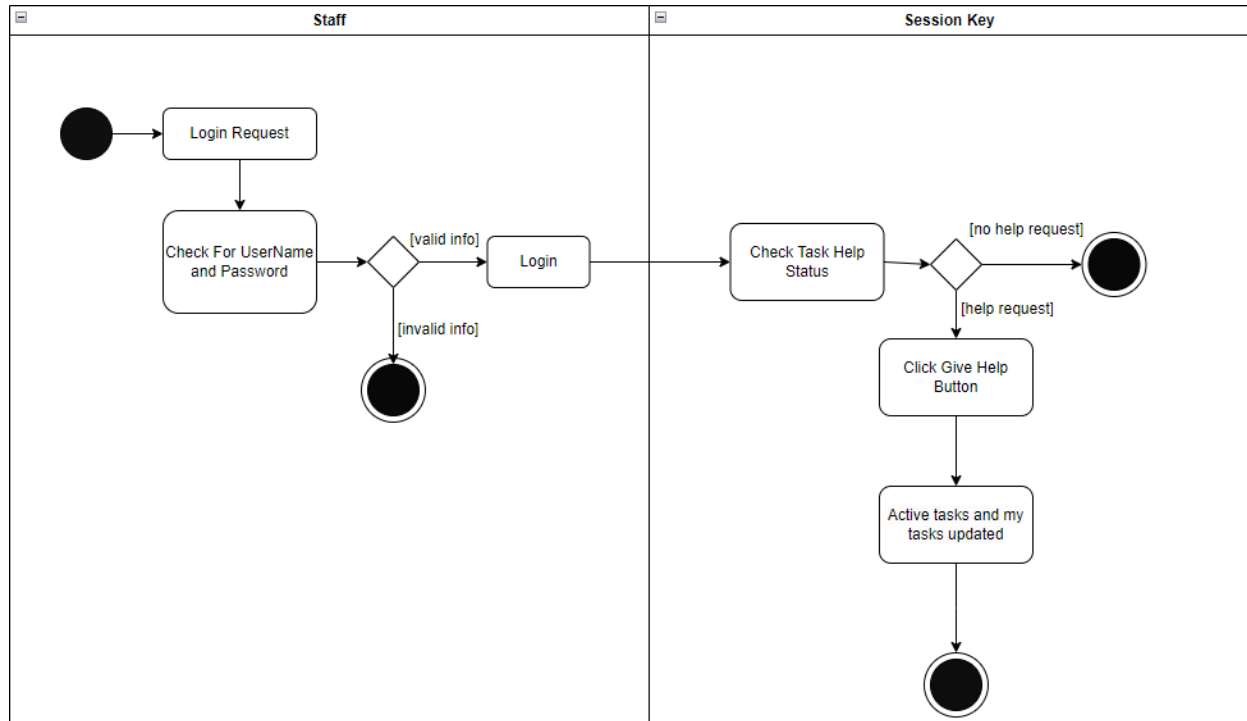 Staff
Session Key
Login Request
Check For UserName
and Password
[valid info]
Login
[invalid info]
Check Task Help
Status
[no help request]
[help request]
Click Give Help
Button
Active tasks and my
tasks updated